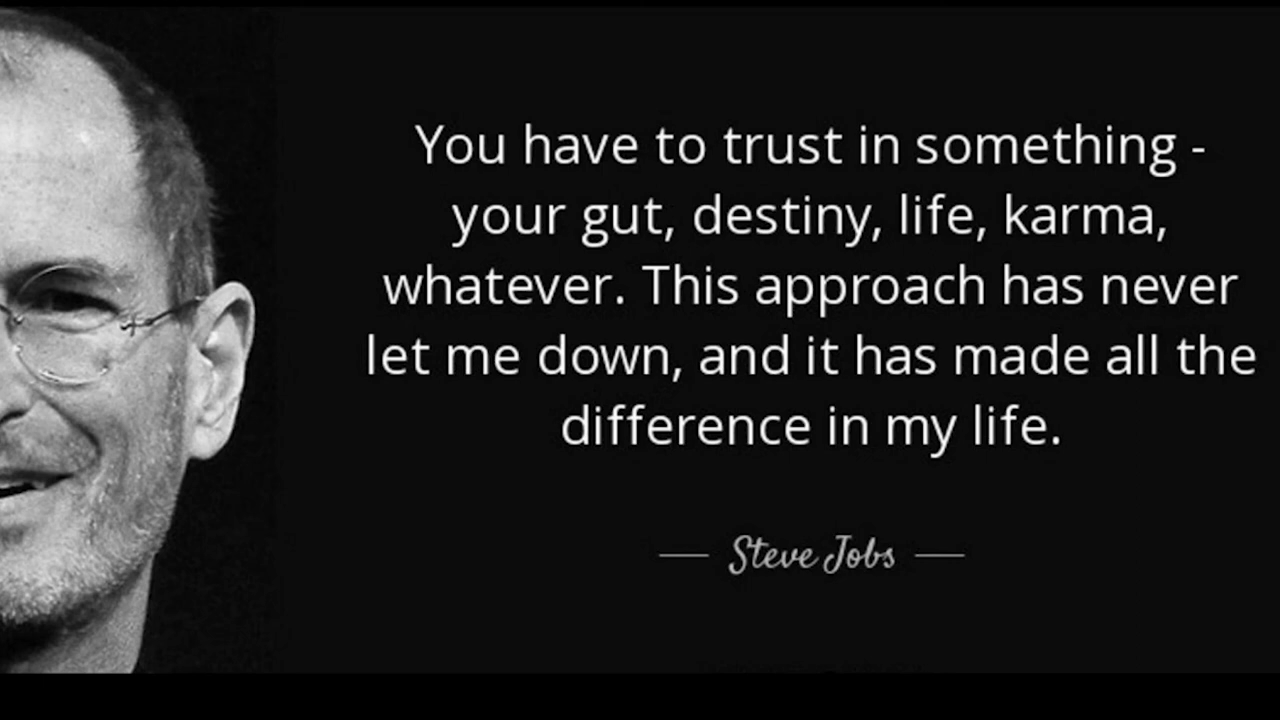 You have to trust in something -
your gut, destiny, life, karma,
whatever. This approach has never
let me down, and it has made all the
difference in my life.
Steve Jobs